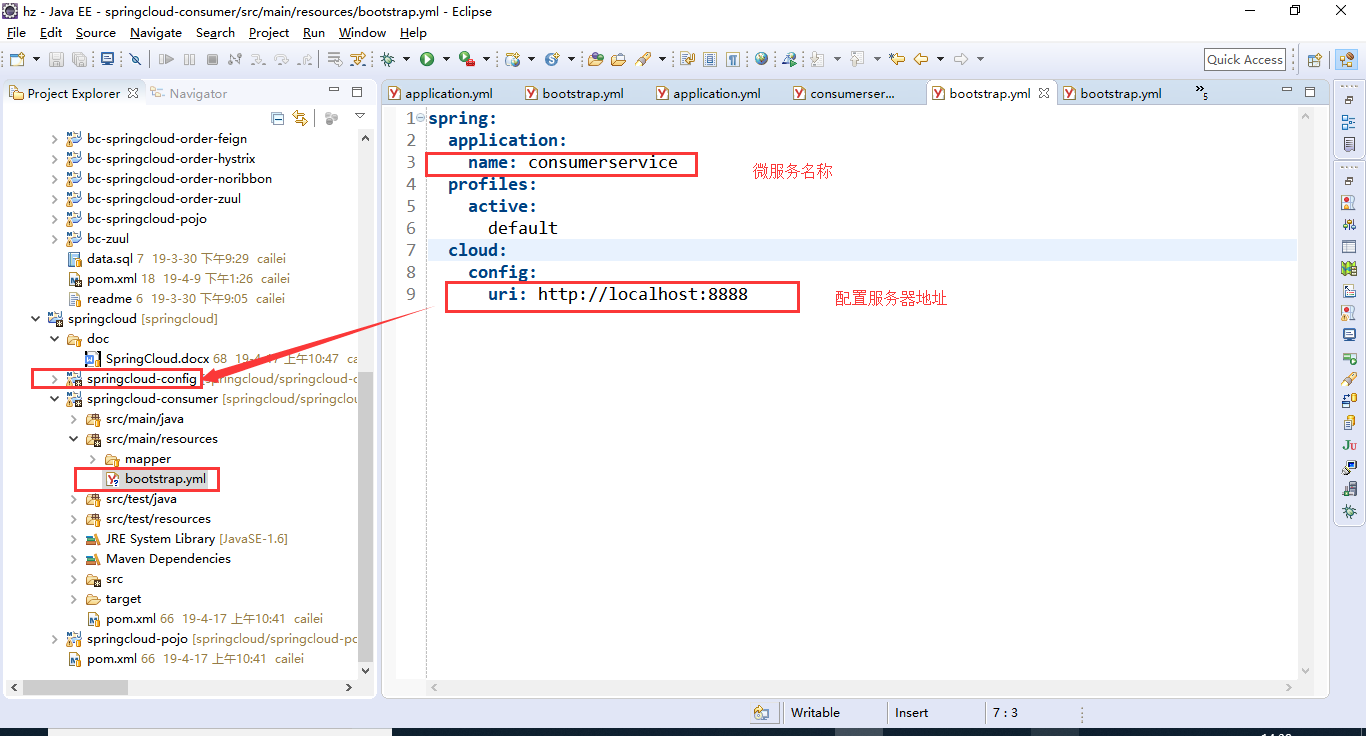 hz - Java EE - springcloud-consumer/src/main/resources/bootstrap.yml - Eclipse
File Edit Source Navigate Search Project Run Window Help
Quick Access
Project Explorer Navigator
bc-springcloud-order-feign
bc-springcloud-order-hystrix
bc-springcloud-order-noribbon
bc-springcloud-order-zuul
bc-springcloud-pojo
bc-zuul
data.sql 7 19-3-30 下午9:29 cailei
pom.xml 18 19-4-9 下午1:26 cailei
readme 6 19-3-30 下午9:05 cailei
springcloud [springcloud]
doc
SpringCloud.docx 68 19-4-17 上午10:47 ca
springcloud-config [springcloud/springcloud-c
springcloud-consumer [springcloud/springclou
src/main/java
src/main/resources
mapper
bootstrap.yml
src/test/java
src/test/resources
JRE System Library [JavaSE-1.6]
Maven Dependencies
src
target
pom.xml 66 19-4-17 上午10:41 cailei
springcloud-pojo [springcloud/springcloud-pc
pom.xml 66 19-4-17 上午10:41 cailei
application.yml bootstrap.yml application.yml consumerser... bootstrap.yml bootstrap.yml »5
1 spring:
2 application:
3 name: consumerservice
微服务名称
4 profiles:
5 active:
6 default
7 cloud:
8 config:
9 uri: http://localhost:8888
配置服务器地址
Writable Insert 7 : 3